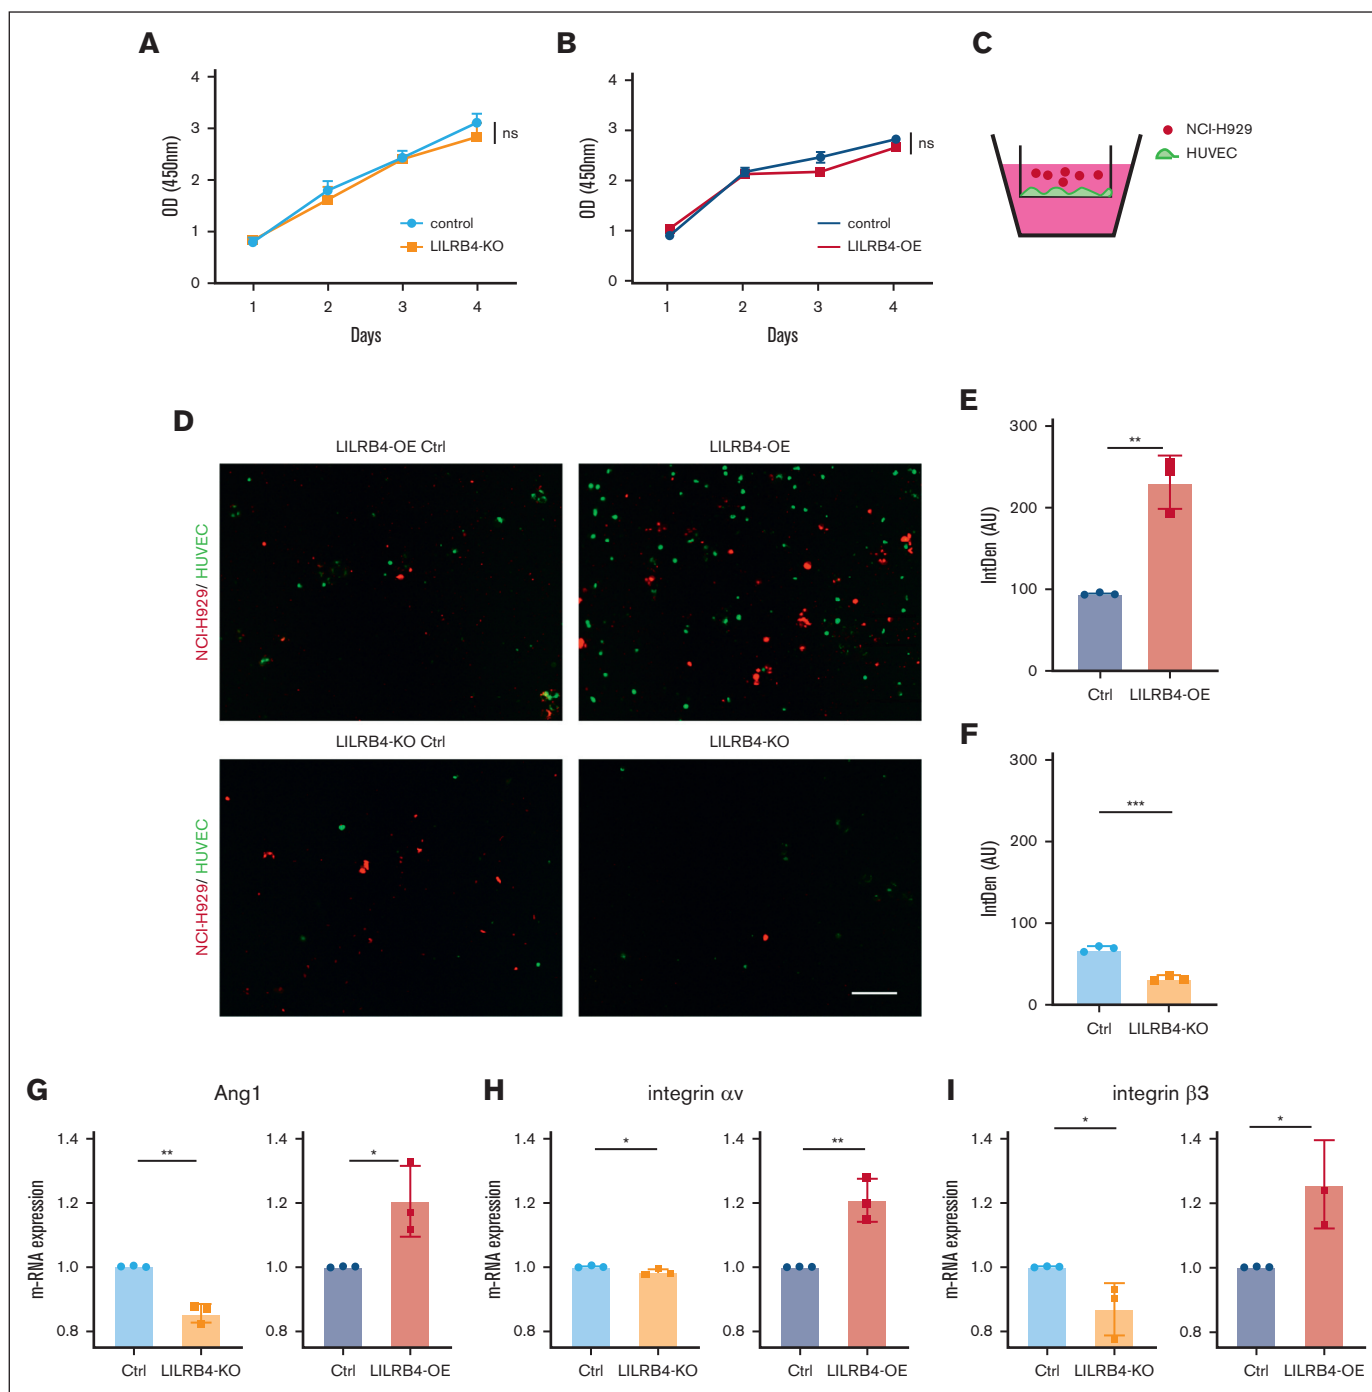 A
4
3
2
1
0
OD (450nm)
ns
control
LILRB4-KO
1 2 3 4
Days
B
4
3
2
1
0
OD (450nm)
ns
control
LILRB4-OE
1 2 3 4
Days
C
NCI-H929
HUVEC
D
LILRB4-OE Ctrl
LILRB4-OE
NCI-H929/ HUVEC
LILRB4-KO Ctrl
LILRB4-KO
NCI-H929/ HUVEC
E
300
200
100
0
IntDen (AU)
**
Ctrl LILRB4-OE
F
300
200
100
0
IntDen (AU)
***
Ctrl LILRB4-KO
G
Ang1
1.4
1.2
1.0
0.8
m-RNA expression
**
Ctrl LILRB4-KO
1.4
1.2
1.0
0.8
*
Ctrl LILRB4-OE
H
integrin αv
1.4
1.2
1.0
0.8
m-RNA expression
*
Ctrl LILRB4-KO
1.4
1.2
1.0
0.8
**
Ctrl LILRB4-OE
I
integrin β3
1.4
1.2
1.0
0.8
m-RNA expression
*
Ctrl LILRB4-KO
1.4
1.2
1.0
0.8
*
Ctrl LILRB4-OE